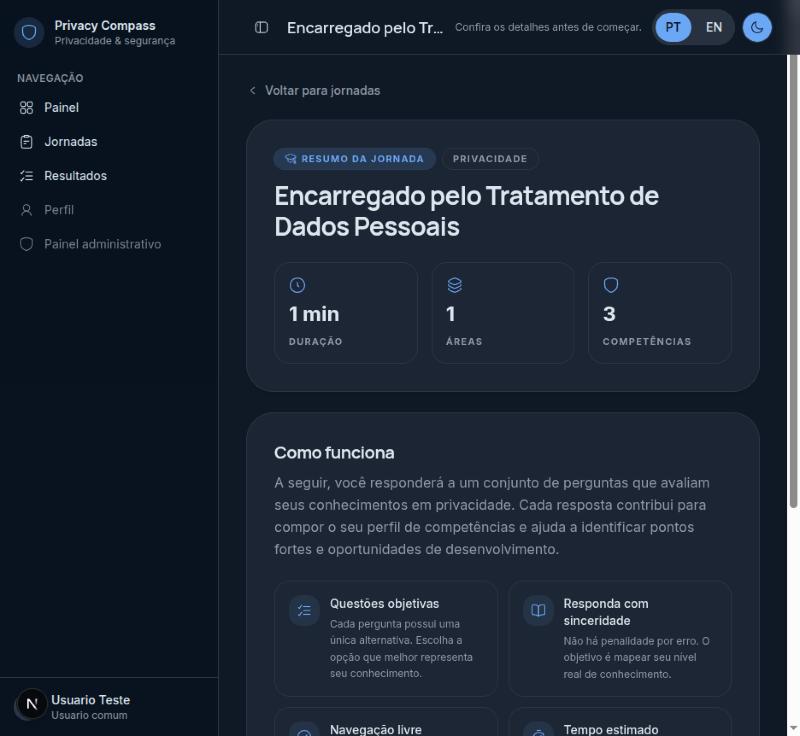 Privacy Compass
Privacidade & segurança
NAVEGAÇÃO
Painel
Jornadas
Resultados
Perfil
Painel administrativo
N
Usuario Teste
Usuario comum
Encarregado pelo Tr...
Confira os detalhes antes de começar.
PT
EN
Voltar para jornadas
RESUMO DA JORNADA
PRIVACIDADE
Encarregado pelo Tratamento de
Dados Pessoais
1 min
DURAÇÃO
1
ÁREAS
3
COMPETÊNCIAS
Como funciona
A seguir, você responderá a um conjunto de perguntas que avaliam
seus conhecimentos em privacidade. Cada resposta contribui para
compor o seu perfil de competências e ajuda a identificar pontos
fortes e oportunidades de desenvolvimento.
Questões objetivas
Cada pergunta possui uma
única alternativa. Escolha a
opção que melhor representa
seu conhecimento.
Responda com
sinceridade
Não há penalidade por erro. O
objetivo é mapear seu nível
real de conhecimento.
Navegação livre
Tempo estimado